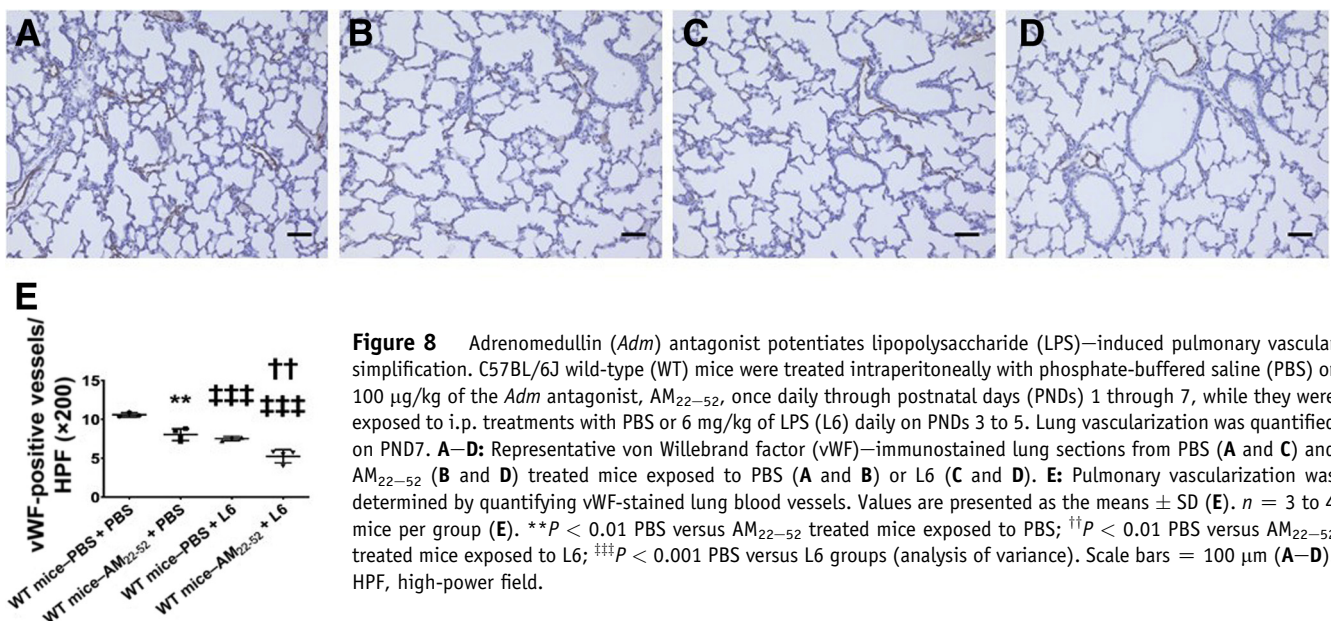 A
B
C
D
E
vWF-positive vessels/
HPF (×200)
15
10
5
0
**
‡‡‡
††
‡‡‡
WT mice–PBS + PBS
WT mice–AM22-52 + PBS
WT mice–PBS + L6
WT mice–AM22-52 + L6
Figure 8 Adrenomedullin (Adm) antagonist potentiates lipopolysaccharide (LPS)—induced pulmonary vascular
simplification. C57BL/6J wild-type (WT) mice were treated intraperitoneally with phosphate-buffered saline (PBS) or
100 μg/kg of the Adm antagonist, AM22–52, once daily through postnatal days (PNDs) 1 through 7, while they were
exposed to i.p. treatments with PBS or 6 mg/kg of LPS (L6) daily on PNDs 3 to 5. Lung vascularization was quantified
on PND7. A—D: Representative von Willebrand factor (vWF)—immunostained lung sections from PBS (A and C) and
AM22–52 (B and D) treated mice exposed to PBS (A and B) or L6 (C and D). E: Pulmonary vascularization was
determined by quantifying vWF-stained lung blood vessels. Values are presented as the means ± SD (E). n = 3 to 4
mice per group (E). **P < 0.01 PBS versus AM22–52 treated mice exposed to PBS; ††P < 0.01 PBS versus AM22–52
treated mice exposed to L6; ‡‡‡P < 0.001 PBS versus L6 groups (analysis of variance). Scale bars = 100 μm (A—D)
HPF, high-power field.